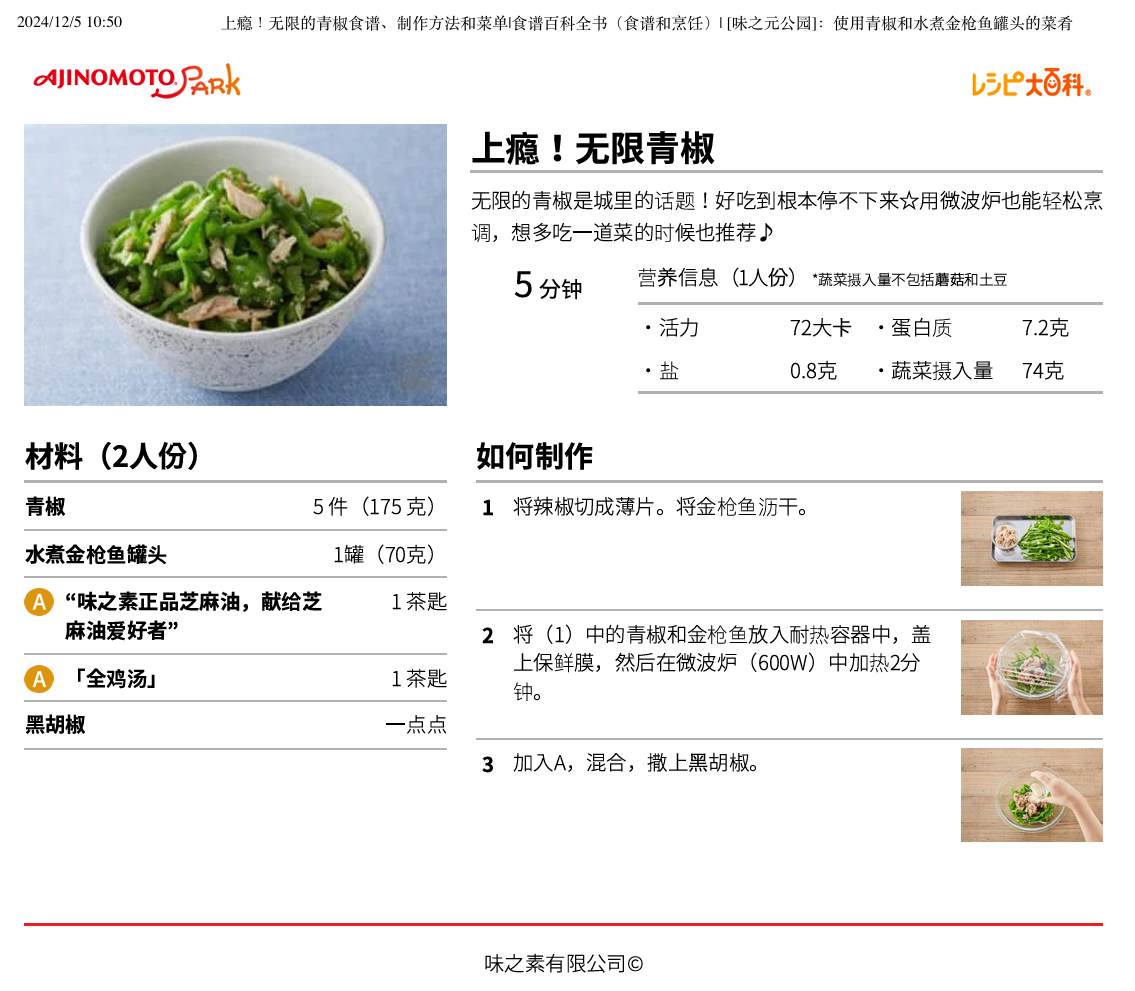 2024/12/5 10:50
上瘾！无限的青椒食谱、制作方法和菜单|食谱百科全书（食谱和烹饪）| [味之元公园]：使用青椒和水煮金枪鱼罐头的菜肴
AJINOMOTO PARK
レシピ大百科®
上瘾！无限青椒
无限的青椒是城里的话题！好吃到根本停不下来☆用微波炉也能轻松烹
调，想多吃一道菜的时候也推荐♪
5 分钟
营养信息（1人份） *蔬菜摄入量不包括蘑菇和土豆
・活力 72大卡 ・蛋白质 7.2克
・盐 0.8克 ・蔬菜摄入量 74克
材料（2人份）
青椒 5 件（175 克）
水煮金枪鱼罐头 1罐（70克）
A “味之素正品芝麻油，献给芝 1 茶匙
麻油爱好者”
A 「全鸡汤」 1 茶匙
黑胡椒 一点点
如何制作
1 将辣椒切成薄片。将金枪鱼沥干。
2 将（1）中的青椒和金枪鱼放入耐热容器中，盖
上保鲜膜，然后在微波炉（600W）中加热2分
钟。
3 加入A，混合，撒上黑胡椒。
味之素有限公司©